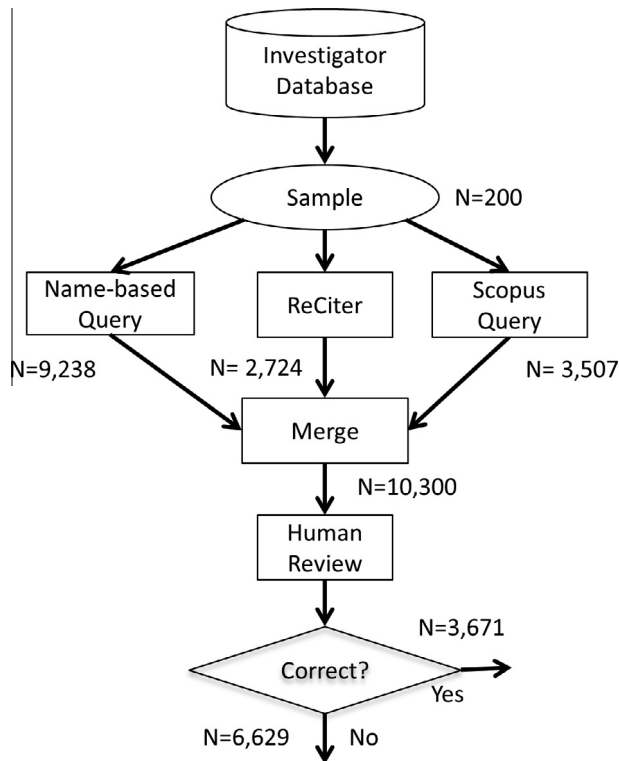 Investigator
Database
Sample
N=200
Name-based
Query
ReCiter
Scopus
Query
N=9,238
N= 2,724
N= 3,507
Merge
N=10,300
Human
Review
Correct?
N=3,671
Yes
N=6,629
No